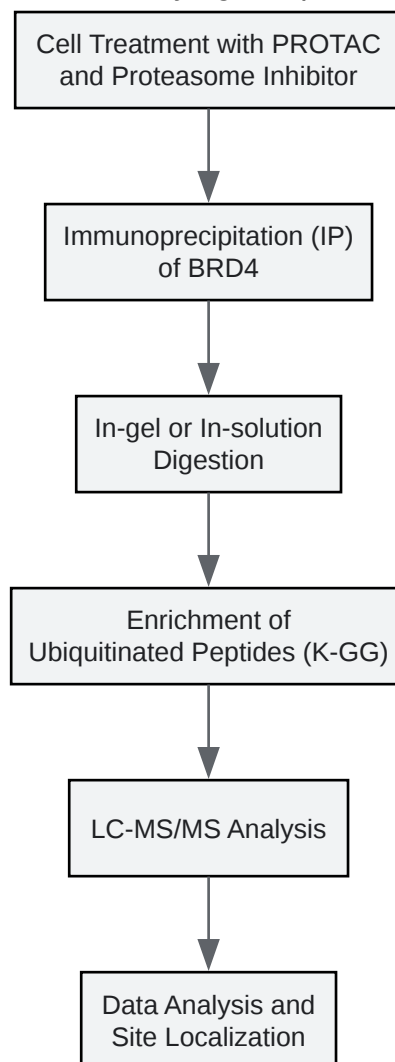 Cell Treatment with PROTAC
and Proteasome Inhibitor
Immunoprecipitation (IP)
of BRD4
In-gel or In-solution
Digestion
Enrichment of
Ubiquitinated Peptides (K-GG)
LC-MS/MS Analysis
Data Analysis and
Site Localization